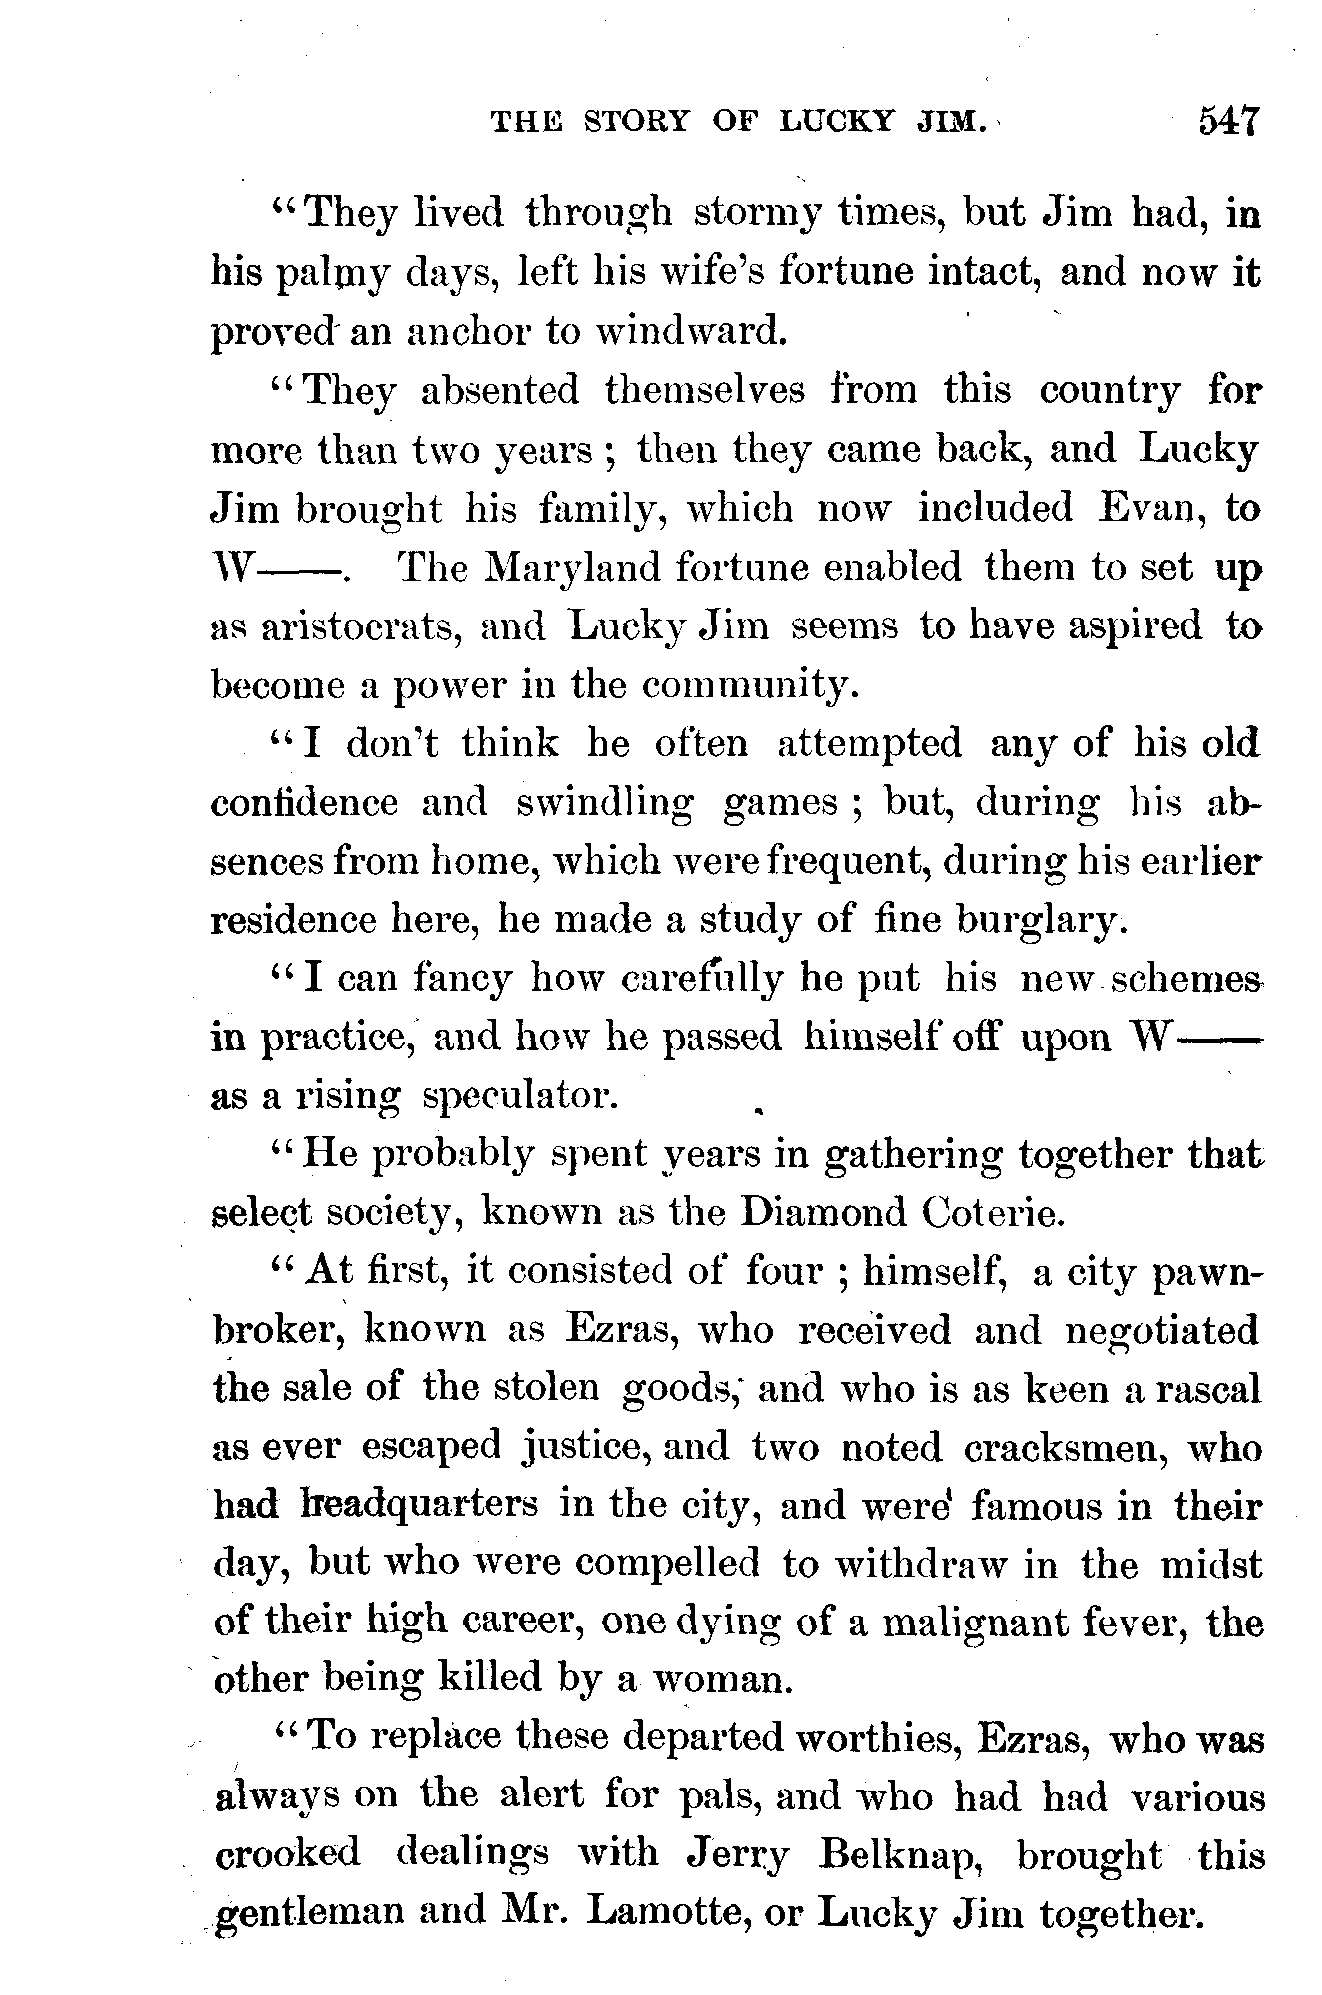 THE STORY OF LUCKY JIM. 547
"They lived through stormy times, but Jim had, in
his palmy days, left his wife's fortune intact, and now it
proved an anchor to windward.
"They absented themselves from this country for
more than two years ; then they came back, and Lucky
Jim brought his family, which now included Evan, to
W——. The Maryland fortune enabled them to set up
as aristocrats, and Lucky Jim seems to have aspired to
become a power in the community.
"I don't think he often attempted any of his old
confidence and swindling games ; but, during his ab-
sences from home, which were frequent, during his earlier
residence here, he made a study of fine burglary.
"I can fancy how carefully he put his new schemes
in practice, and how he passed himself off upon W——
as a rising speculator.
"He probably spent years in gathering together that
select society, known as the Diamond Coterie.
"At first, it consisted of four ; himself, a city pawn-
broker, known as Ezras, who received and negotiated
the sale of the stolen goods, and who is as keen a rascal
as ever escaped justice, and two noted cracksmen, who
had headquarters in the city, and were famous in their
day, but who were compelled to withdraw in the midst
of their high career, one dying of a malignant fever, the
other being killed by a woman.
"To replace these departed worthies, Ezras, who was
always on the alert for pals, and who had had various
crooked dealings with Jerry Belknap, brought this
gentleman and Mr. Lamotte, or Lucky Jim together.